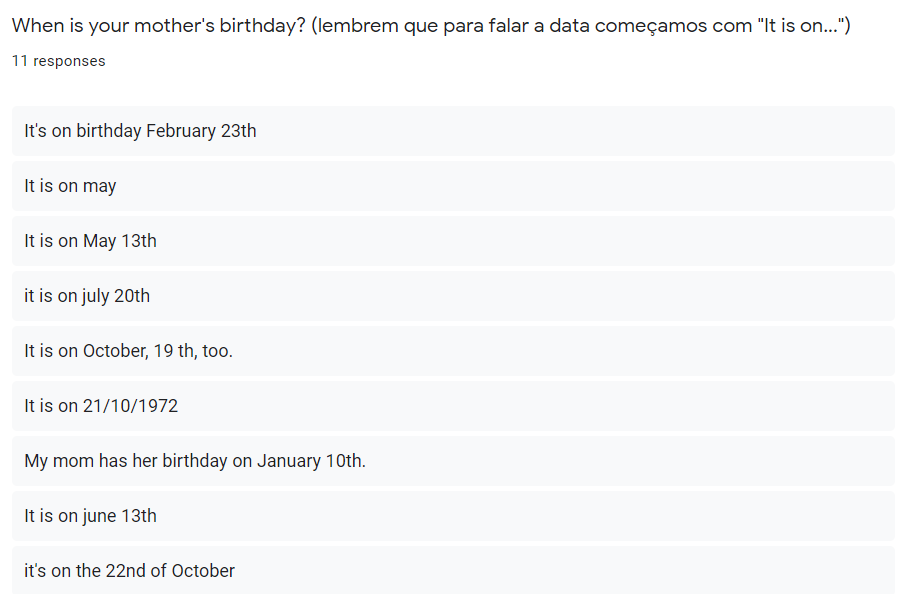 When is your mother's birthday? (lembrem que para falar a data começamos com "It is on...")
11 responses
It's on birthday February 23th
It is on may
It is on May 13th
it is on july 20th
It is on October, 19 th, too.
It is on 21/10/1972
My mom has her birthday on January 10th.
It is on june 13th
it's on the 22nd of October